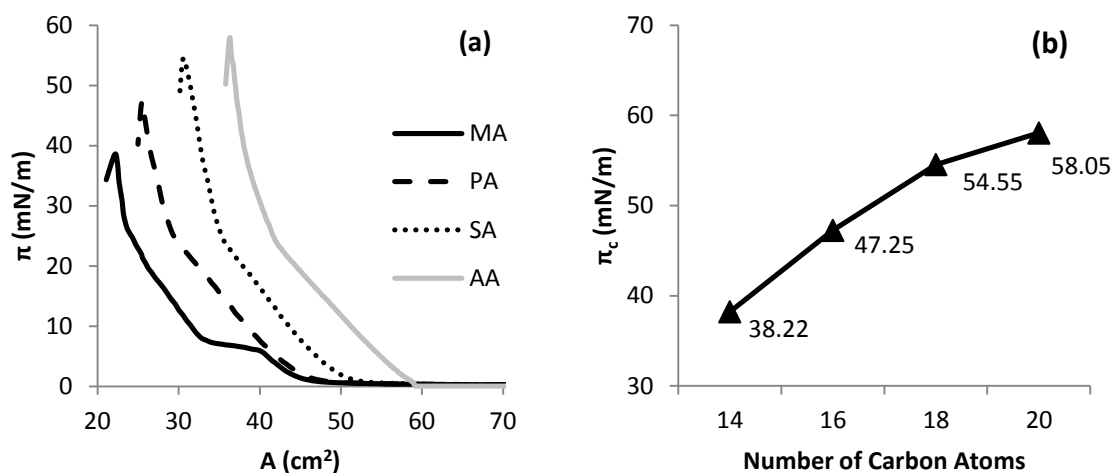 60
50
40
30
20
10
0
π (mN/m)
20 30 40 50 60 70
A (cm²)
(a)
MA
PA
SA
AA
70
60
50
40
30
πc (mN/m)
(b)
58.05
54.55
47.25
38.22
14 16 18 20
Number of Carbon Atoms